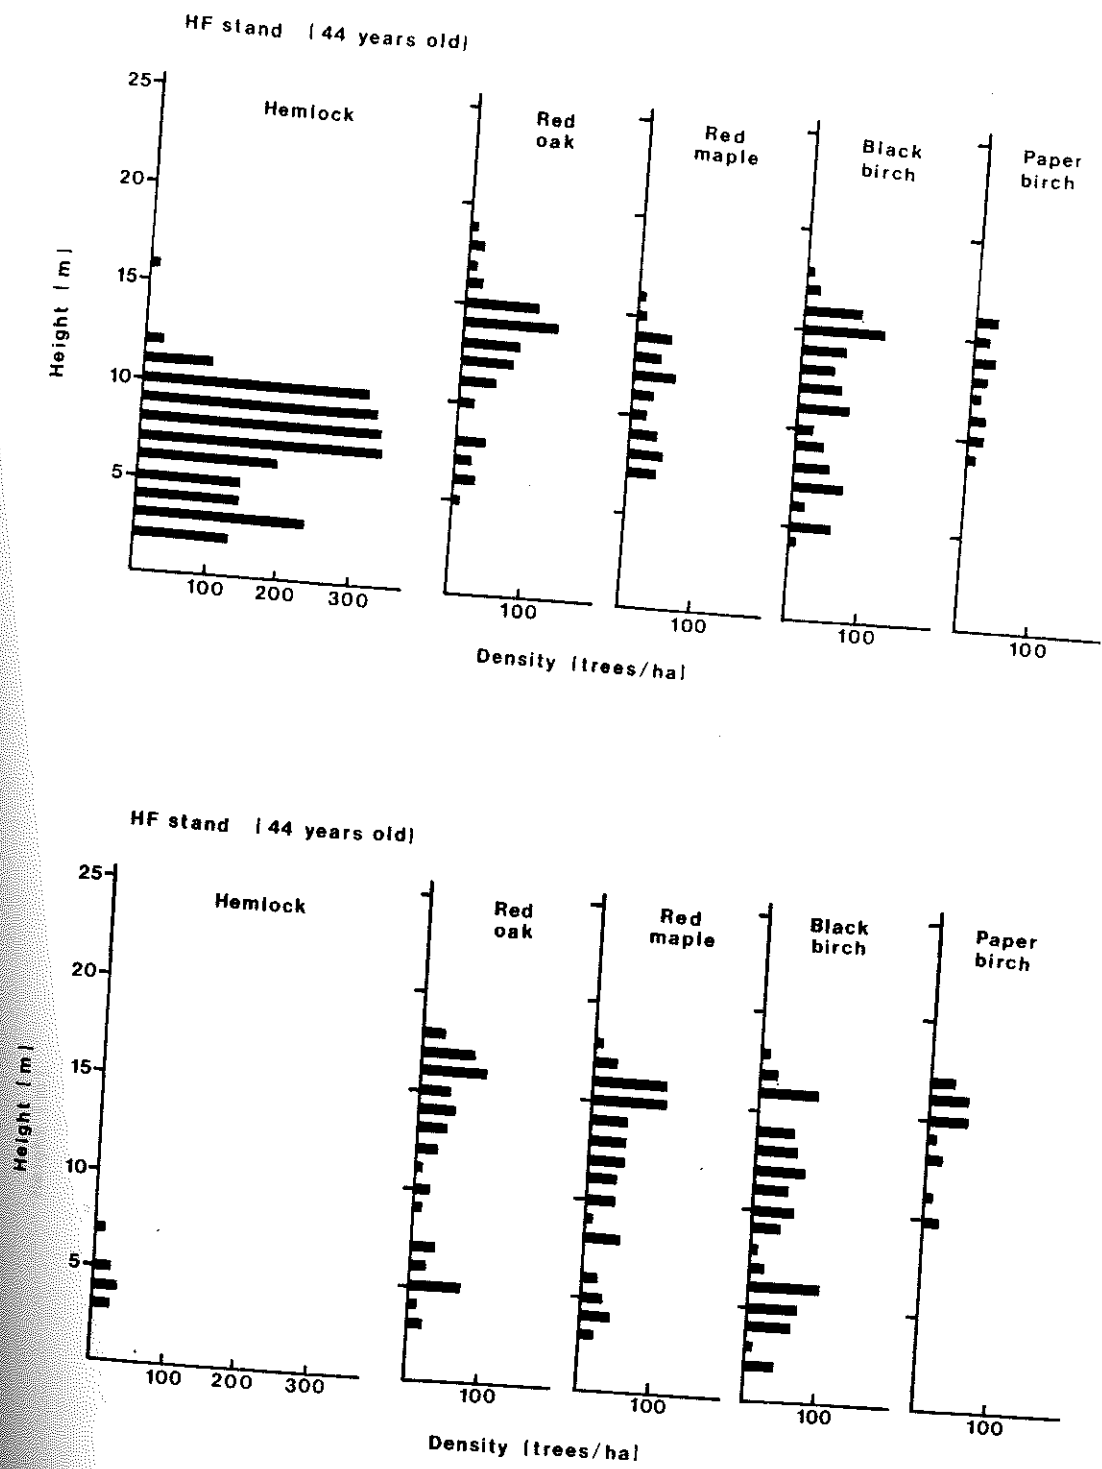 HF stand (44 years old)
Hemlock
Red
oak
Red
maple
Black
birch
Paper
birch
25
20
15
10
5
Height (m)
100 200 300
100
100
100
100
Density (trees/ha)
HF stand (44 years old)
Hemlock
Red
oak
Red
maple
Black
birch
Paper
birch
25
20
15
10
5
Height (m)
100 200 300
100
100
100
100
Density (trees/ha)